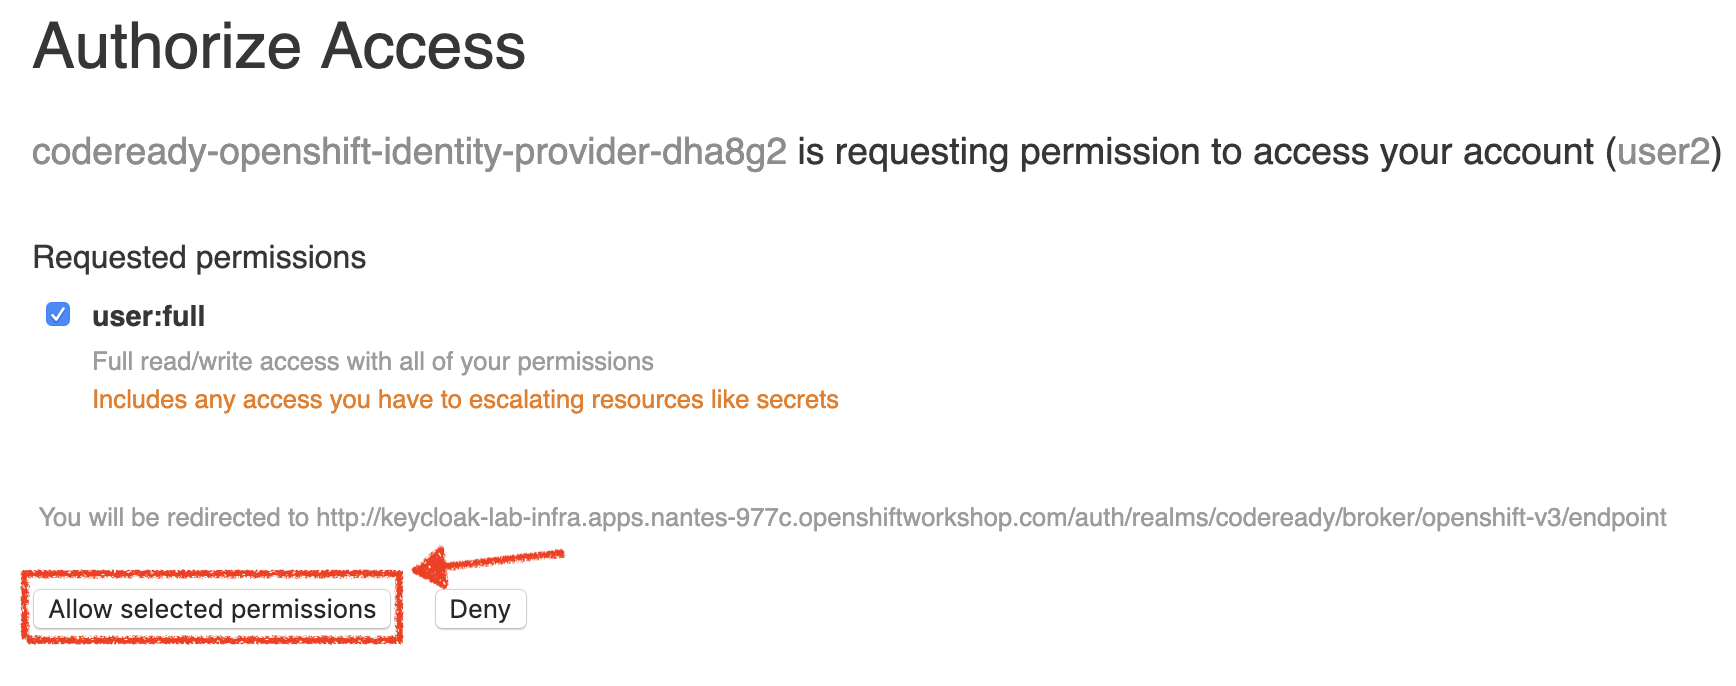 Authorize Access
codeready-openshift-identity-provider-dha8g2 is requesting permission to access your account (user2)
Requested permissions
user:full
Full read/write access with all of your permissions
Includes any access you have to escalating resources like secrets
You will be redirected to http://keycloak-lab-infra.apps.nantes-977c.openshiftworkshop.com/auth/realms/codeready/broker/openshift-v3/endpoint
Allow selected permissions Deny